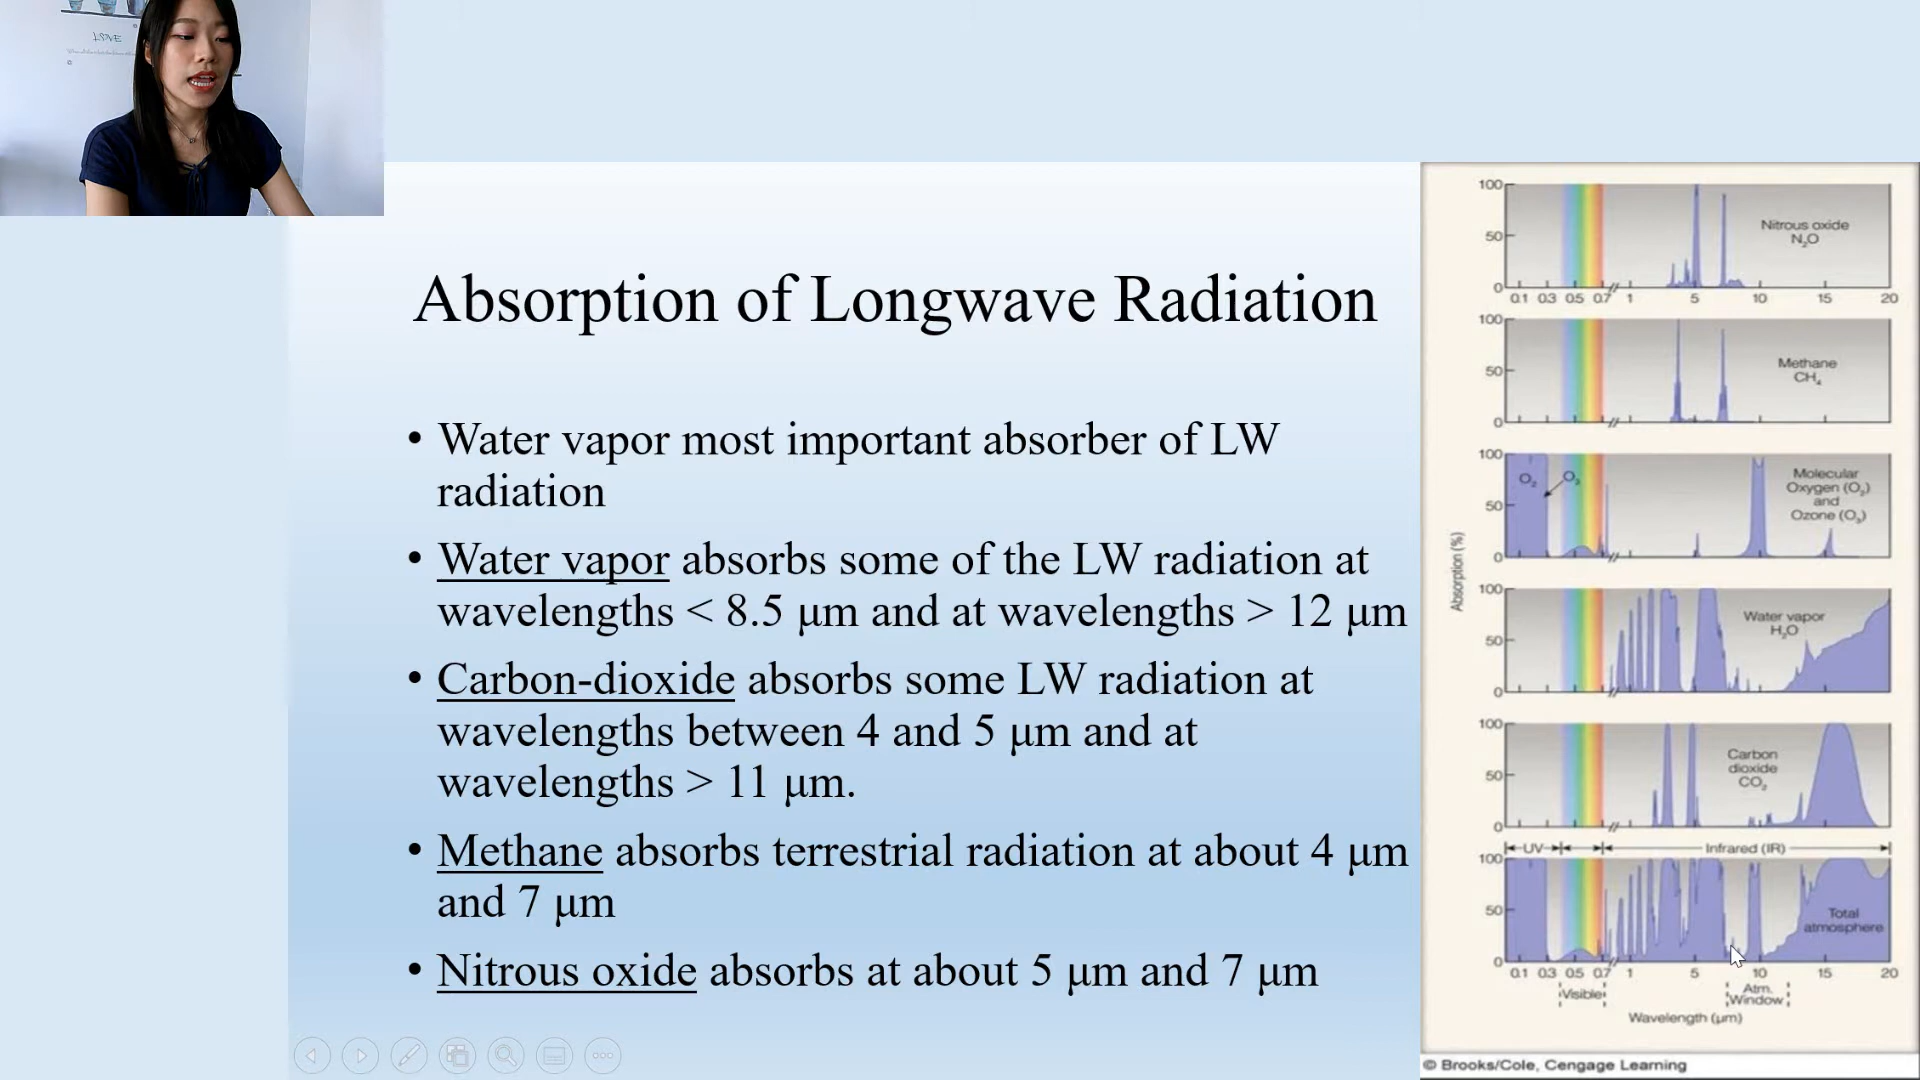 LOVE
Absorption of Longwave Radiation
• Water vapor most important absorber of LW
radiation
• Water vapor absorbs some of the LW radiation at
wavelengths < 8.5 μm and at wavelengths > 12 μm
• Carbon-dioxide absorbs some LW radiation at
wavelengths between 4 and 5 μm and at
wavelengths > 11 μm.
• Methane absorbs terrestrial radiation at about 4 μm
and 7 μm
• Nitrous oxide absorbs at about 5 μm and 7 μm
Absorption (%)
100
50
0
Nitrous oxide
N₂O
0.1 0.3 0.5 0.7 1 5 10 15 20
100
50
0
Methane
CH₄
100
50
0
O₂ O₃
Molecular
Oxygen (O₂)
and
Ozone (O₃)
100
50
0
Water vapor
H₂O
100
50
0
Carbon
dioxide
CO₂
UV Infrared (IR)
100
50
0
Total
atmosphere
0.1 0.3 0.5 0.7 1 5 10 15 20
Visible
Atm.
Window
Wavelength (μm)
© Brooks/Cole, Cengage Learning